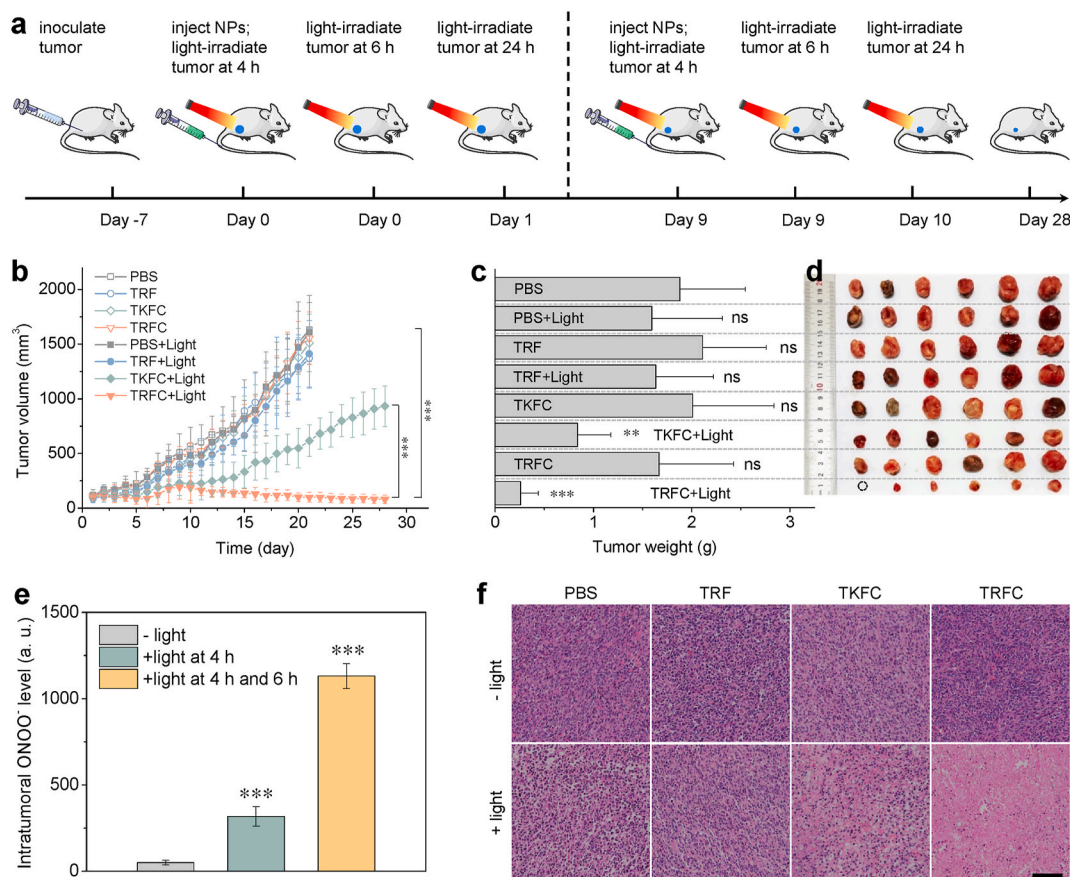 a
inoculate
tumor
inject NPs;
light-irradiate
tumor at 4 h
light-irradiate
tumor at 6 h
light-irradiate
tumor at 24 h
inject NPs;
light-irradiate
tumor at 4 h
light-irradiate
tumor at 6 h
light-irradiate
tumor at 24 h
Day -7
Day 0
Day 0
Day 1
Day 9
Day 9
Day 10
Day 28
b
Tumor volume (mm³)
2000
1500
1000
500
0
PBS
TRF
TKFC
TRFC
PBS+Light
TRF+Light
TKFC+Light
TRFC+Light
***
***
0 5 10 15 20 25 30
Time (day)
c
PBS
PBS+Light ns
TRF ns
TRF+Light ns
TKFC ns
** TKFC+Light
TRFC ns
*** TRFC+Light
0 1 2 3
Tumor weight (g)
d
e
Intratumoral ONOO⁻ level (a. u.)
1500
1000
500
0
- light
+light at 4 h
+light at 4 h and 6 h
***
***
f
PBS TRF TKFC TRFC
- light
+ light